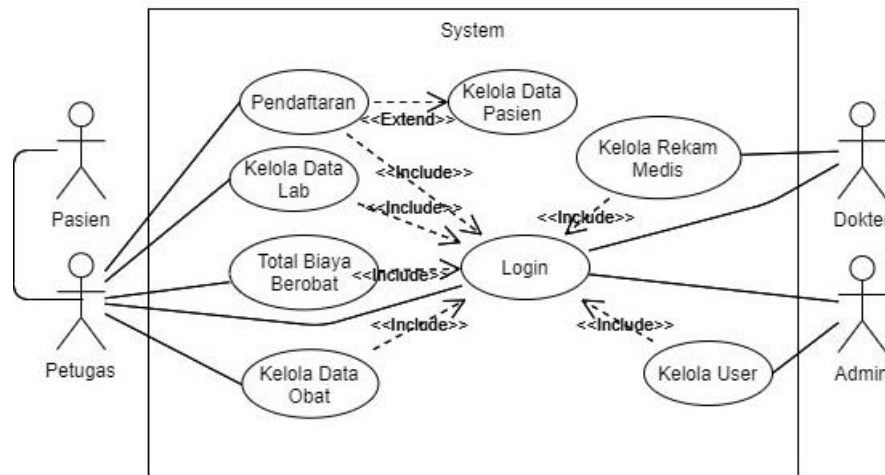 System
Pendaftaran
Kelola Data
Pasien
<<Extend>>
Kelola Rekam
Medis
Kelola Data
Lab
<<Include>>
<<Include>>
<<Include>>
Pasien
Dokter
Total Biaya
Berobat
<<Include>>
Login
<<Include>>
<<Include>>
Petugas
Kelola Data
Obat
Kelola User
Admin